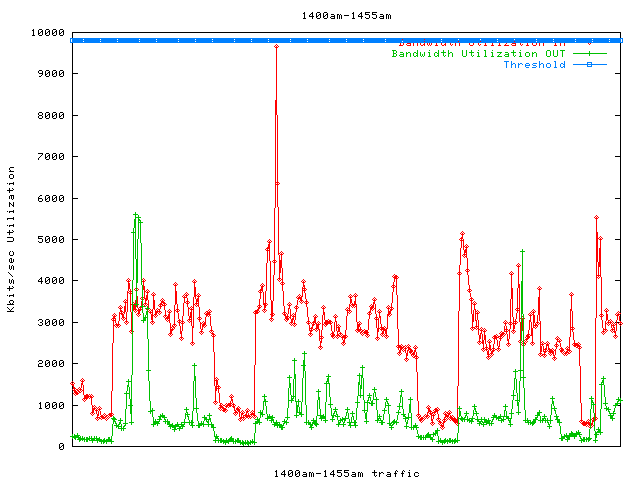 1400am-1455am
10000
Bandwidth Utilization IN
Bandwidth Utilization OUT
Threshold
9000
8000
7000
6000
5000
4000
3000
2000
1000
0
Kbits/sec Utilization
1400am-1455am traffic